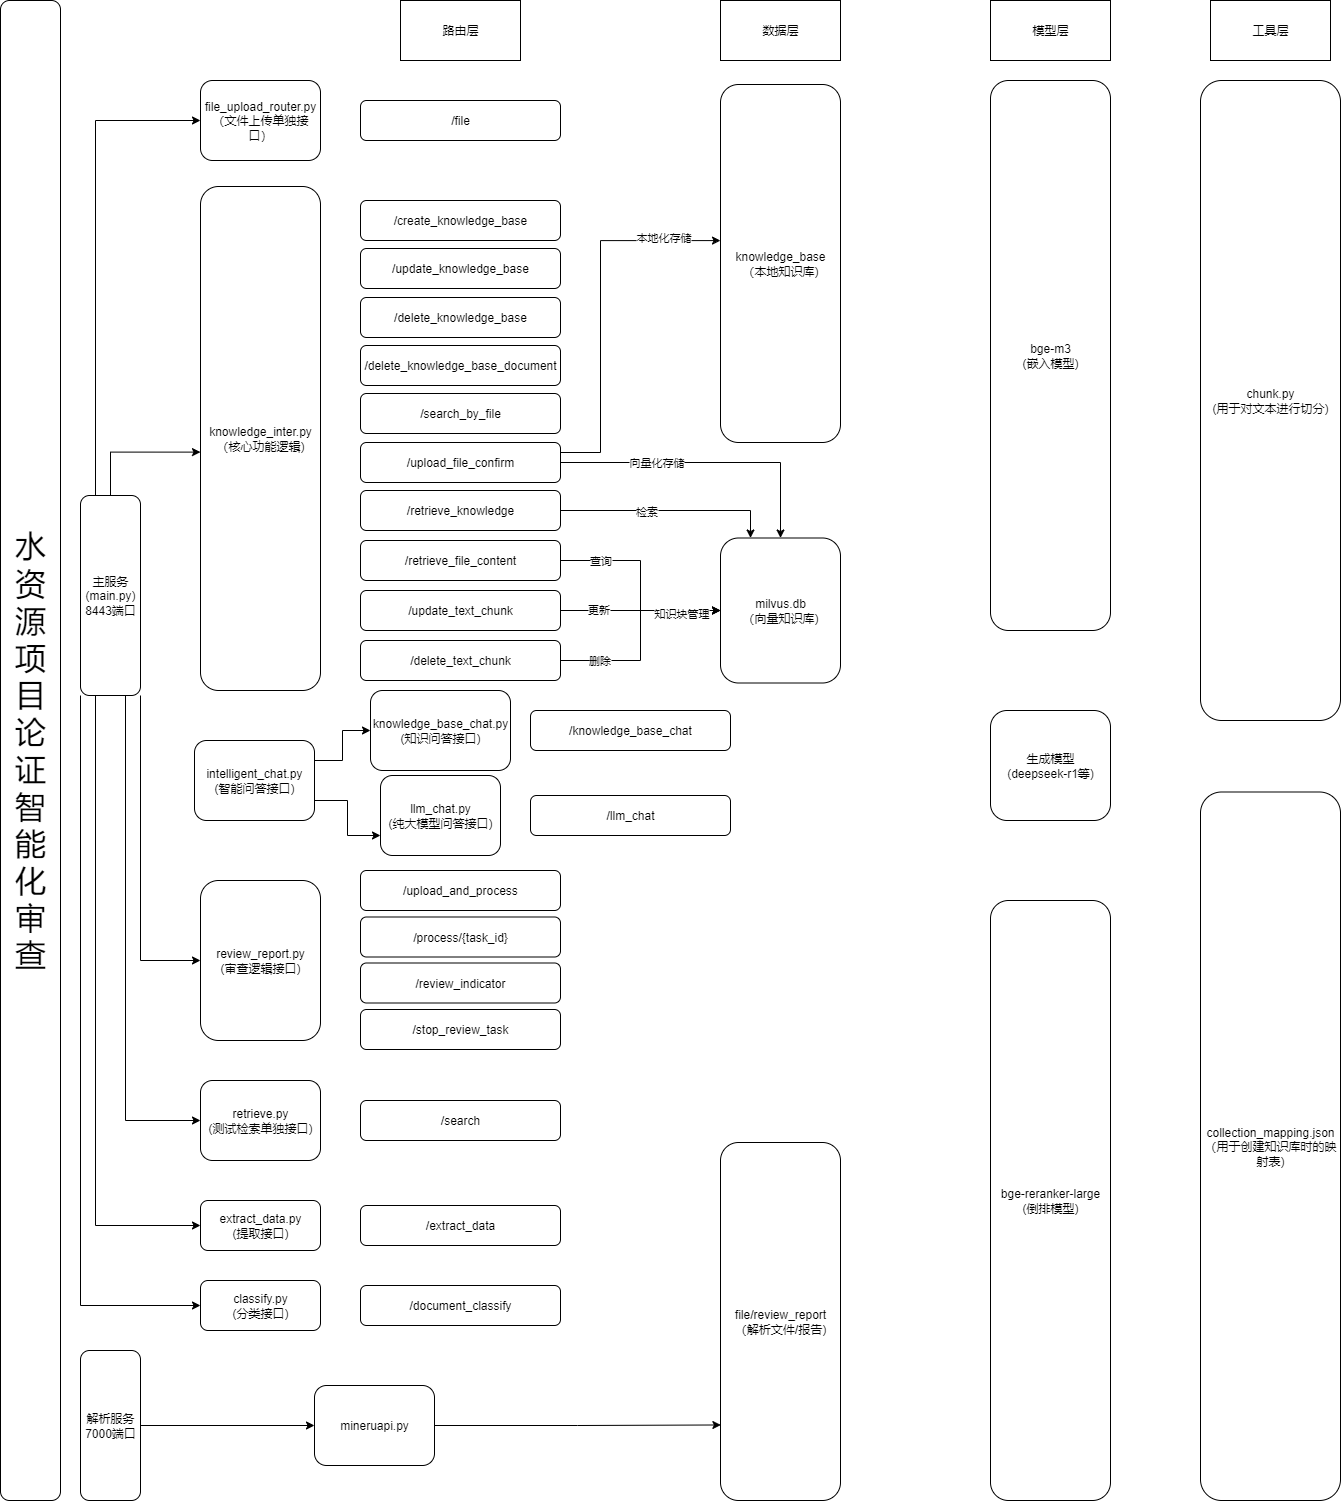 水资源项目论证智能化审查
路由层
数据层
模型层
工具层
file_upload_router.py
（文件上传单独接
口）
/file
/create_knowledge_base
/update_knowledge_base
/delete_knowledge_base
/delete_knowledge_base_document
/search_by_file
knowledge_inter.py
（核心功能逻辑）
/upload_file_confirm
/retrieve_knowledge
/retrieve_file_content
/update_text_chunk
/delete_text_chunk
本地化存储
向量化存储
检索
查询
更新
删除
知识块管理
knowledge_base
（本地知识库）
milvus.db
（向量知识库）
bge-m3
（嵌入模型）
chunk.py
（用于对文本进行切分）
主服务
(main.py)
8443端口
knowledge_base_chat.py
（知识问答接口）
/knowledge_base_chat
intelligent_chat.py
（智能问答接口）
llm_chat.py
（纯大模型问答接口）
/llm_chat
生成模型
（deepseek-r1等）
/upload_and_process
/process/{task_id}
review_report.py
（审查逻辑接口）
/review_indicator
/stop_review_task
retrieve.py
（测试检索单独接口）
/search
collection_mapping.json
（用于创建知识库时的映
射表）
bge-reranker-large
（倒排模型）
extract_data.py
（提取接口）
/extract_data
classify.py
（分类接口）
/document_classify
file/review_report
（解析文件/报告）
解析服务
7000端口
mineruapi.py